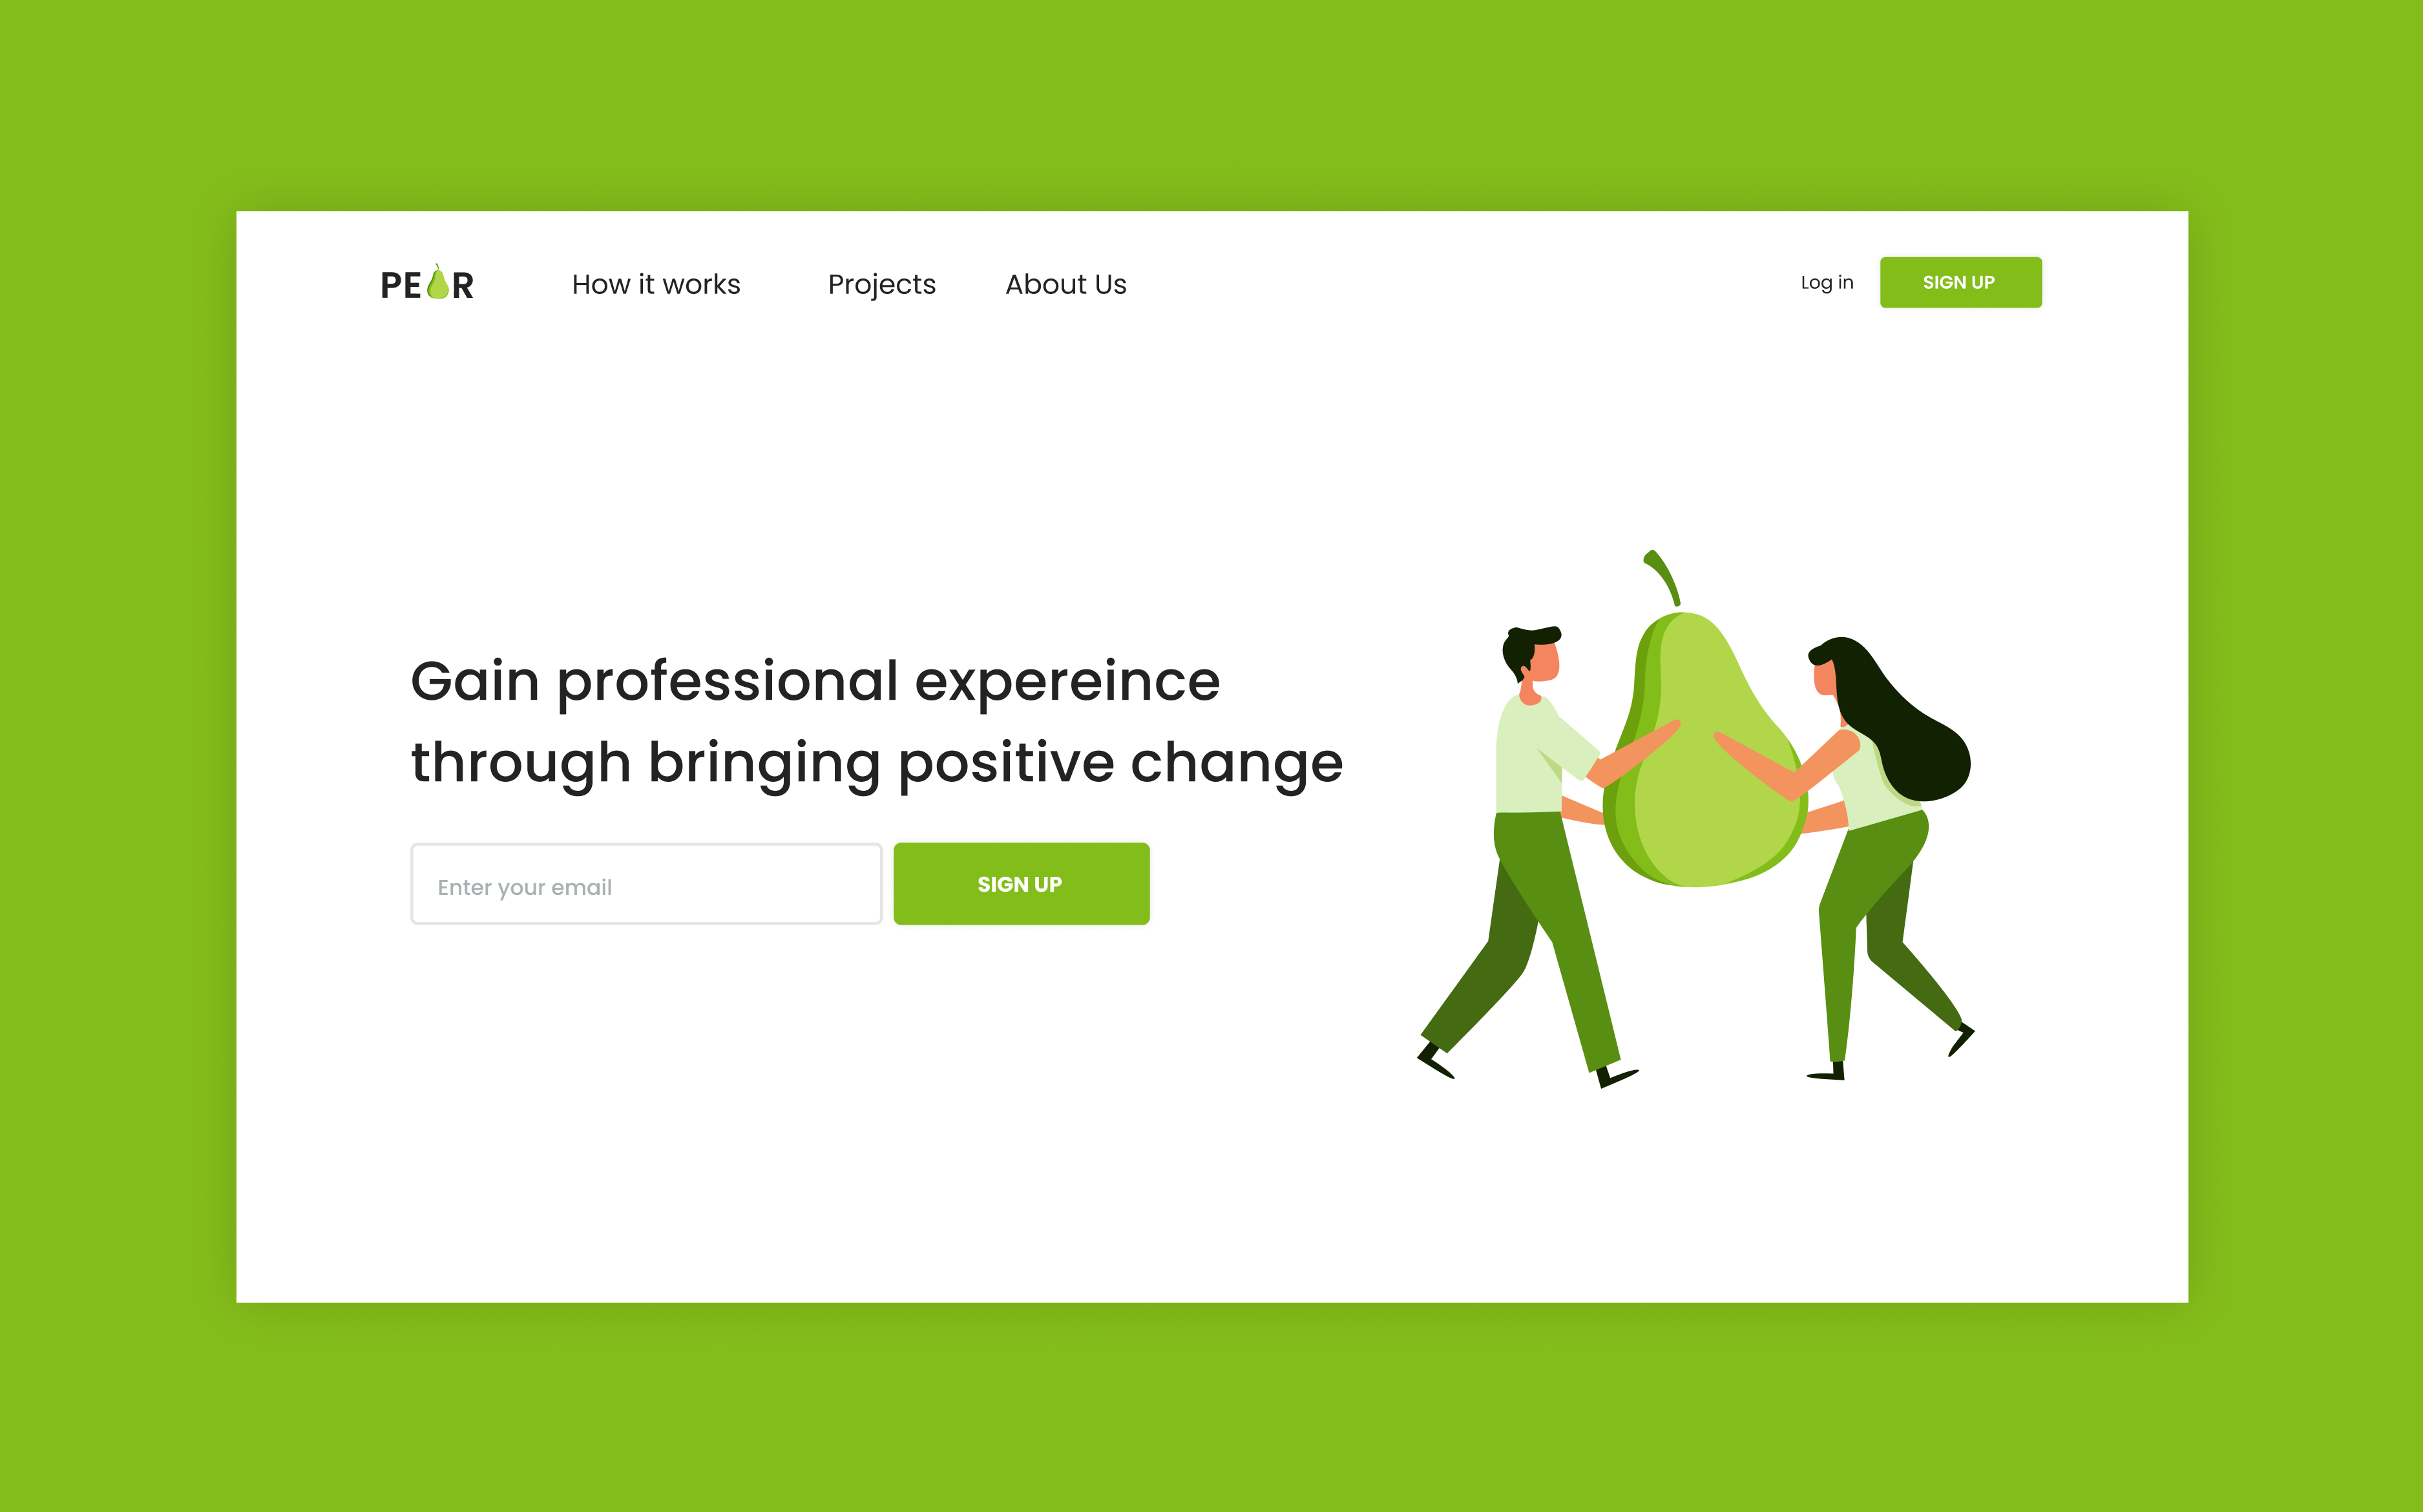 PEAR
How it works
Projects
About Us
Log in
SIGN UP
Gain professional expereince
through bringing positive change
Enter your email
SIGN UP